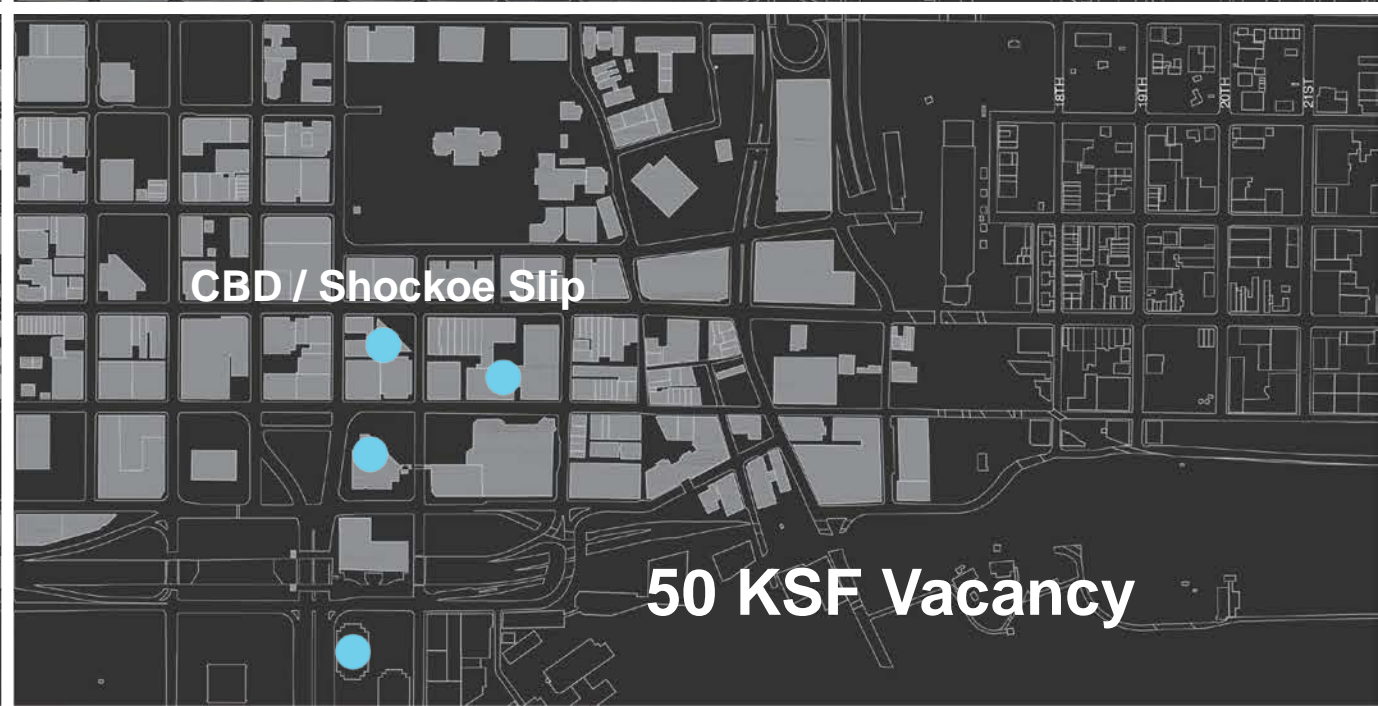 18TH
19TH
20TH
21ST
CBD / Shockoe Slip
50 KSF Vacancy